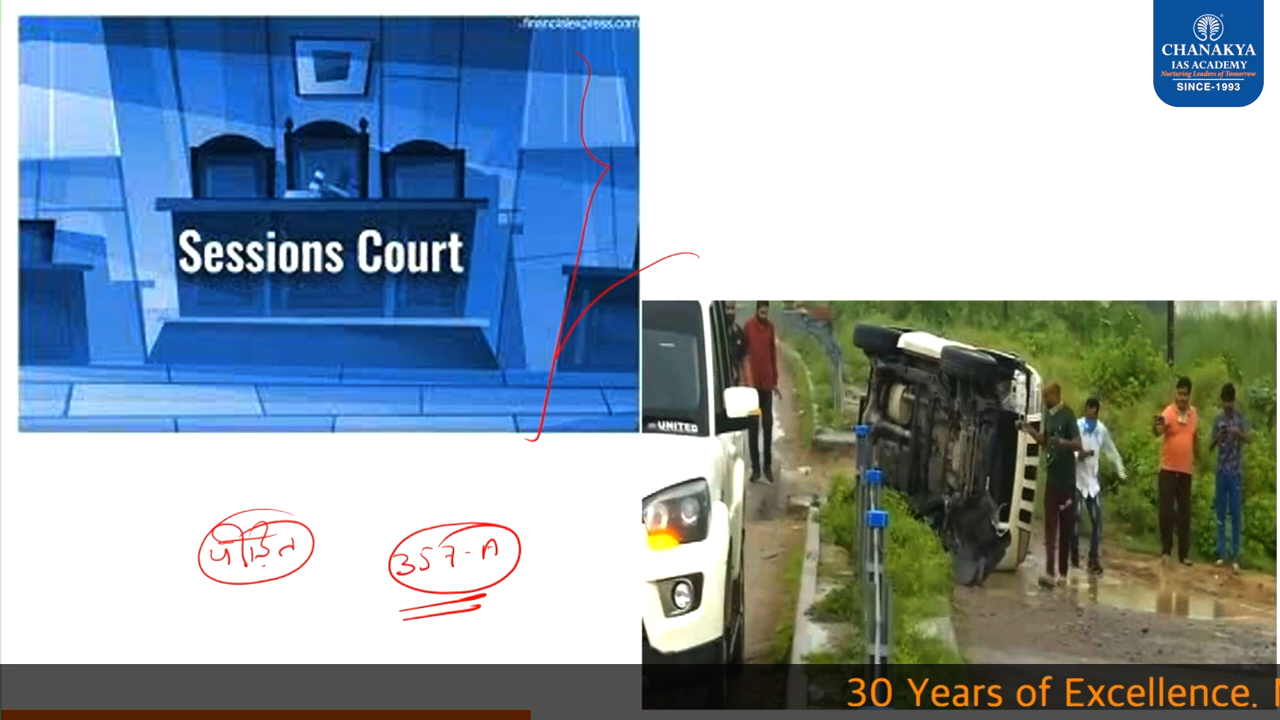 financialexpress.com
CHANAKYA
IAS ACADEMY
Nurturing Leaders of Tomorrow
SINCE-1993
Sessions Court
UNITED
पीड़ित
357-A
30 Years of Excellence.